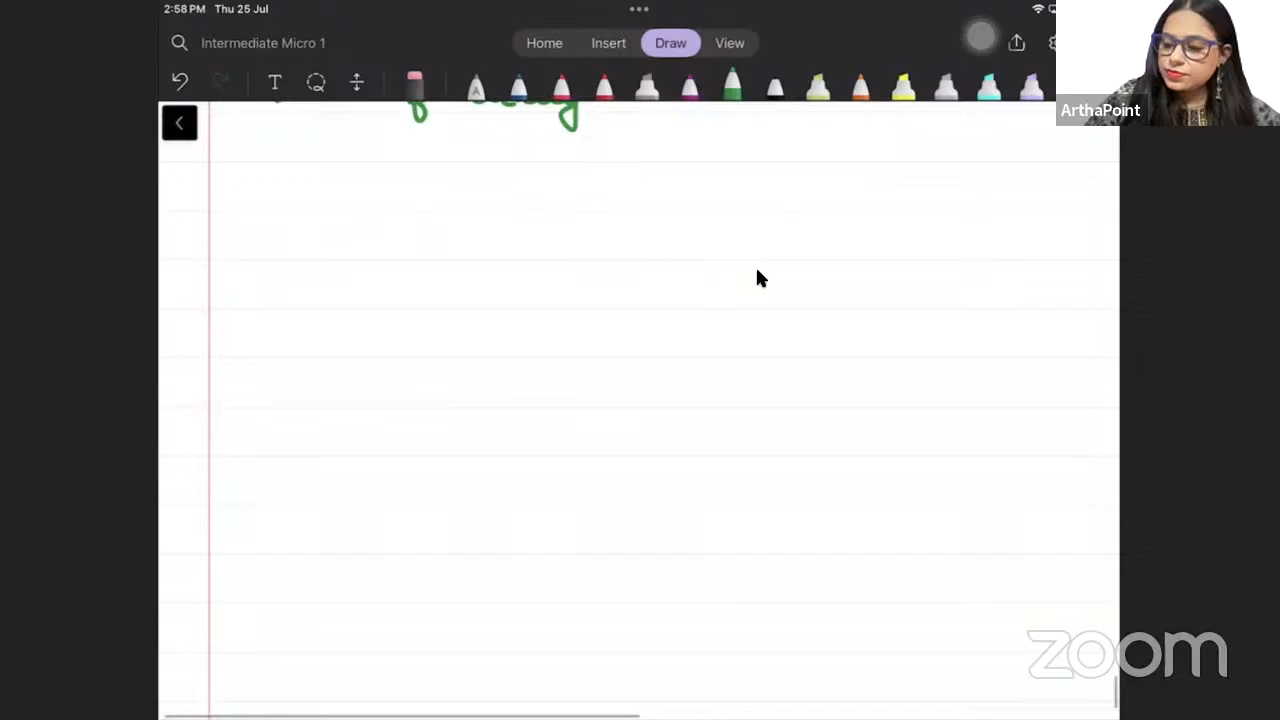 2:58 PM Thu 25 Jul
Intermediate Micro 1
Home Insert Draw View
T
A
ArthaPoint
zoom